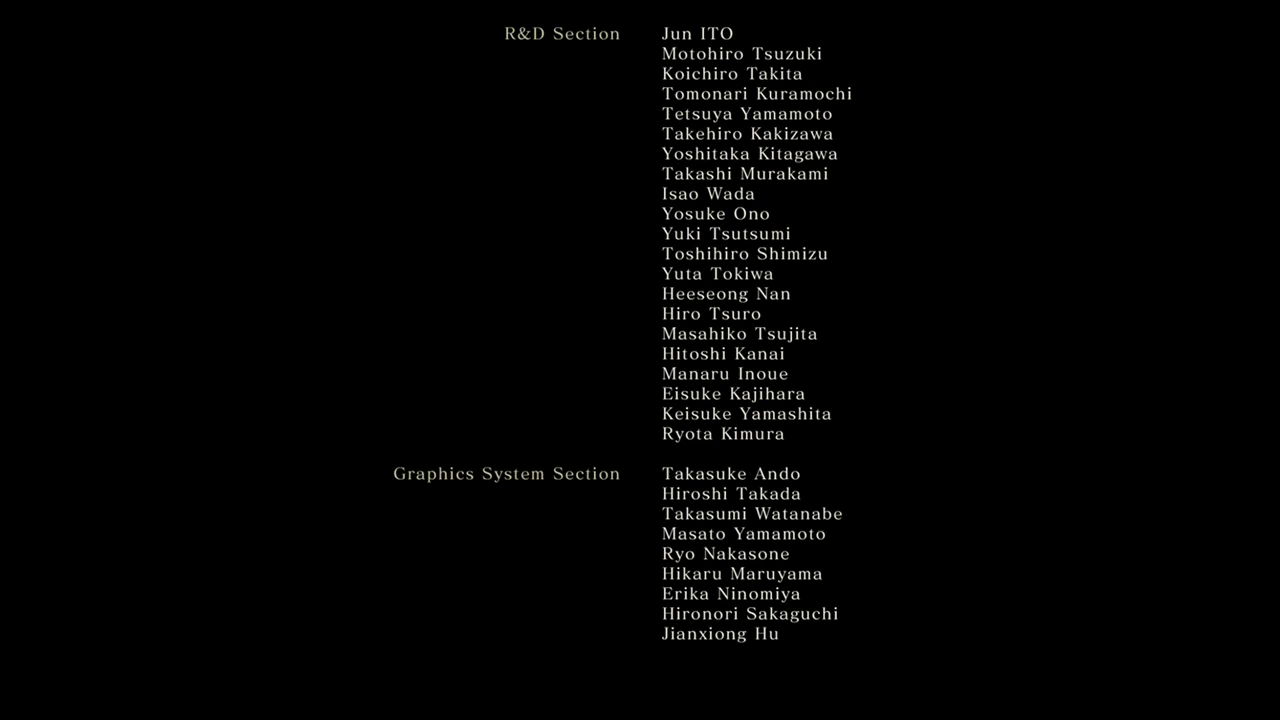 R&D Section Jun ITO
Motohiro Tsuzuki
Koichiro Takita
Tomonari Kuramochi
Tetsuya Yamamoto
Takehiro Kakizawa
Yoshitaka Kitagawa
Takashi Murakami
Isao Wada
Yosuke Ono
Yuki Tsutsumi
Toshihiro Shimizu
Yuta Tokiwa
Heeseong Nan
Hiro Tsuro
Masahiko Tsujita
Hitoshi Kanai
Manaru Inoue
Eisuke Kajihara
Keisuke Yamashita
Ryota Kimura
Graphics System Section Takasuke Ando
Hiroshi Takada
Takasumi Watanabe
Masato Yamamoto
Ryo Nakasone
Hikaru Maruyama
Erika Ninomiya
Hironori Sakaguchi
Jianxiong Hu